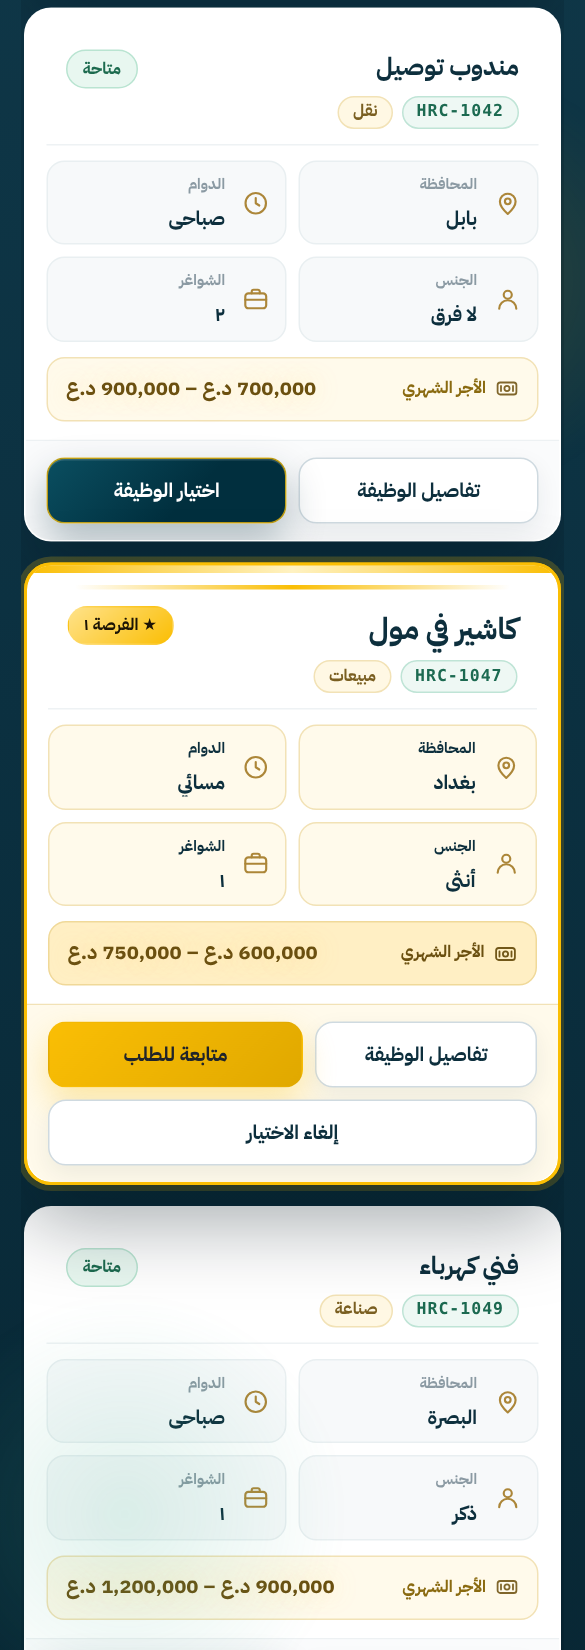 مندوب توصيل
متاحة
HRC-1042
نقل
المحافظة
بابل
الدوام
صباحي
الجنس
لا فرق
الشواغر
٢
الأجر الشهري
700,000 د.ع – 900,000 د.ع
تفاصيل الوظيفة
اختيار الوظيفة
كاشير في مول
★ الفرصة ١
HRC-1047
مبيعات
المحافظة
بغداد
الدوام
مسائي
الجنس
أنثى
الشواغر
١
الأجر الشهري
600,000 د.ع – 750,000 د.ع
تفاصيل الوظيفة
متابعة للطلب
إلغاء الاختيار
فني كهرباء
متاحة
HRC-1049
صناعة
المحافظة
البصرة
الدوام
صباحي
الجنس
ذكر
الشواغر
١
الأجر الشهري
900,000 د.ع – 1,200,000 د.ع